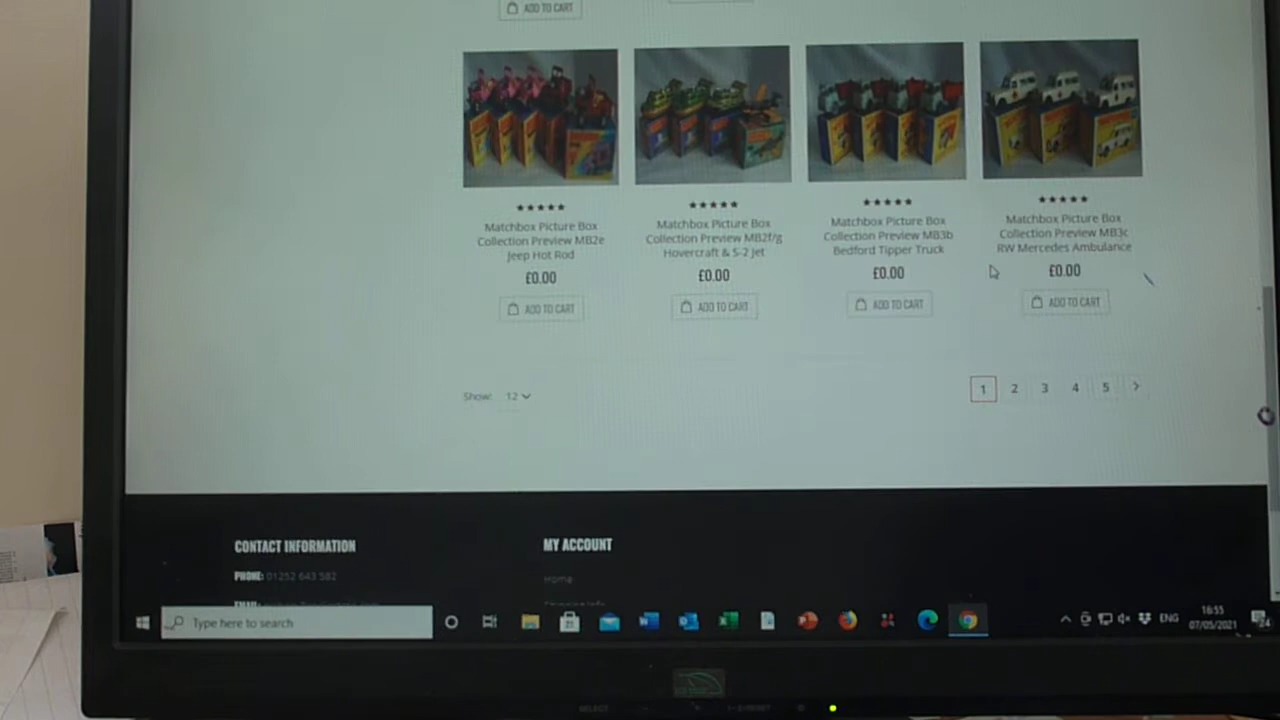 ADD TO CART
★★★★★
Matchbox Picture Box
Collection Preview MB2e
Jeep Hot Rod
£0.00
ADD TO CART
★★★★★
Matchbox Picture Box
Collection Preview MB2f/g
Hovercraft & S-2 Jet
£0.00
ADD TO CART
★★★★★
Matchbox Picture Box
Collection Preview MB3b
Bedford Tipper Truck
£0.00
ADD TO CART
★★★★★
Matchbox Picture Box
Collection Preview MB3c
RW Mercedes Ambulance
£0.00
ADD TO CART
Show: 12
1 2 3 4 5 >
CONTACT INFORMATION
PHONE: 01252 643 582
MY ACCOUNT
Home
Type here to search
ENG
16:55
07/05/2021
SELECT